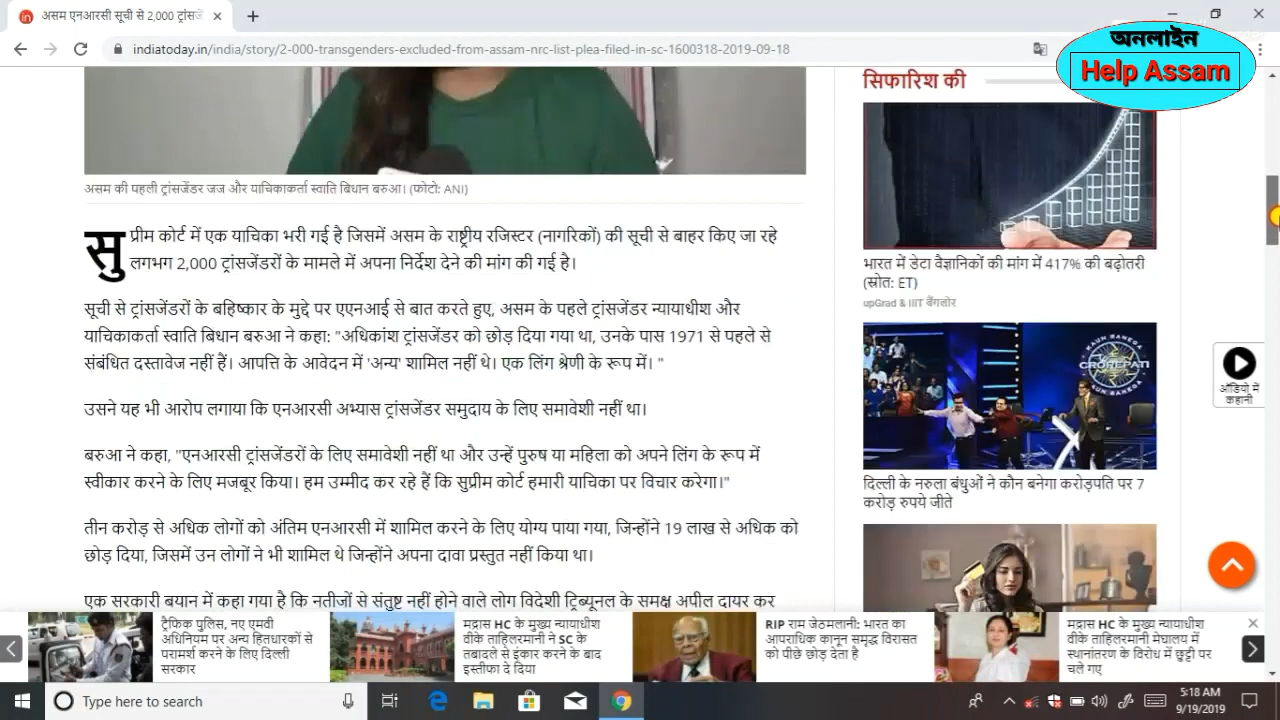 असम एनआरसी सूची से 2,000 ट्रांसजें
indiatoday.in/india/story/2-000-transgenders-excluded-from-assam-nrc-list-plea-filed-in-sc-1600318-2019-09-18
অনলাইন
Help Assam
असम की पहली ट्रांसजेंडर जज और याचिकाकर्ता स्वाति बिधान बरुआ। (फोटो: ANI)
सुप्रीम कोर्ट में एक याचिका भरी गई है जिसमें असम के राष्ट्रीय रजिस्टर (नागरिकों) की सूची से बाहर किए जा रहे
लगभग 2,000 ट्रांसजेंडरों के मामले में अपना निर्देश देने की मांग की गई है।
सूची से ट्रांसजेंडरों के बहिष्कार के मुद्दे पर एएनआई से बात करते हुए, असम के पहले ट्रांसजेंडर न्यायाधीश और
याचिकाकर्ता स्वाति बिधान बरुआ ने कहा: "अधिकांश ट्रांसजेंडर को छोड़ दिया गया था, उनके पास 1971 से पहले से
संबंधित दस्तावेज नहीं हैं। आपत्ति के आवेदन में 'अन्य' शामिल नहीं थे। एक लिंग श्रेणी के रूप में। "
उसने यह भी आरोप लगाया कि एनआरसी अभ्यास ट्रांसजेंडर समुदाय के लिए समावेशी नहीं था।
बरुआ ने कहा, "एनआरसी ट्रांसजेंडरों के लिए समावेशी नहीं था और उन्हें पुरुष या महिला को अपने लिंग के रूप में
स्वीकार करने के लिए मजबूर किया। हम उम्मीद कर रहे हैं कि सुप्रीम कोर्ट हमारी याचिका पर विचार करेगा।"
तीन करोड़ से अधिक लोगों को अंतिम एनआरसी में शामिल करने के लिए योग्य पाया गया, जिन्होंने 19 लाख से अधिक को
छोड़ दिया, जिसमें उन लोगों ने भी शामिल थे जिन्होंने अपना दावा प्रस्तुत नहीं किया था।
एक सरकारी बयान में कहा गया है कि नतीजों से संतुष्ट नहीं होने वाले लोग विदेशी ट्रिब्यूनल के समक्ष अपील दायर कर
सिफारिश की
भारत में डेटा वैज्ञानिकों की मांग में 417% की बढ़ोतरी
(स्रोत: ET)
upGrad & IIIT बैंगलोर
KAUN BANEGA
CROREPATI
दिल्ली के नरुला बंधुओं ने कौन बनेगा करोड़पति पर 7
करोड़ रुपये जीते
ऑडियो में
कहानी
ट्रैफिक पुलिस, नए एमवी
अधिनियम पर अन्य हितधारकों से
परामर्श करने के लिए दिल्ली
सरकार
मद्रास HC के मुख्य न्यायाधीश
वीके ताहिलरमानी ने SC के
तबादले से इंकार करने के बाद
इस्तीफा दे दिया
RIP राम जेठमलानी: भारत का
आपराधिक कानून समृद्ध विरासत
को पीछे छोड़ देता है
मद्रास HC के मुख्य न्यायाधीश
वीके ताहिलरमानी मेघालय में
स्थानांतरण के विरोध में छुट्टी पर
चले गए
Type here to search
5:18 AM
9/19/2019